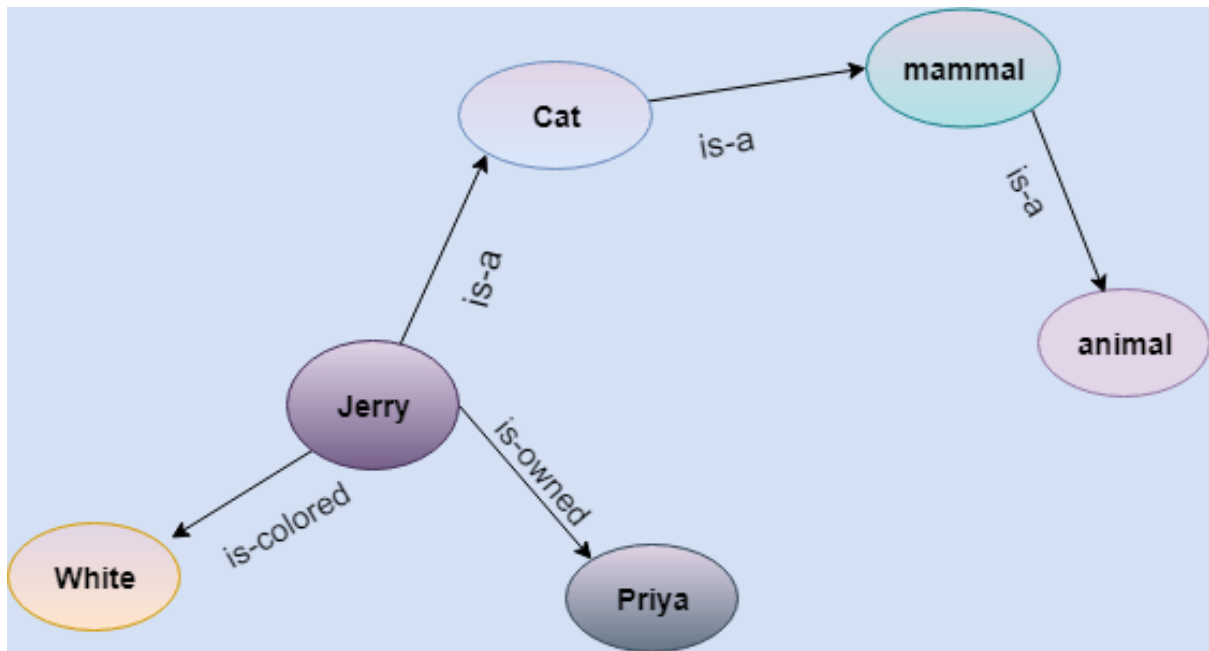 mammal
Cat
is-a
is-a
is-a
animal
Jerry
is-owned
is-colored
White
Priya